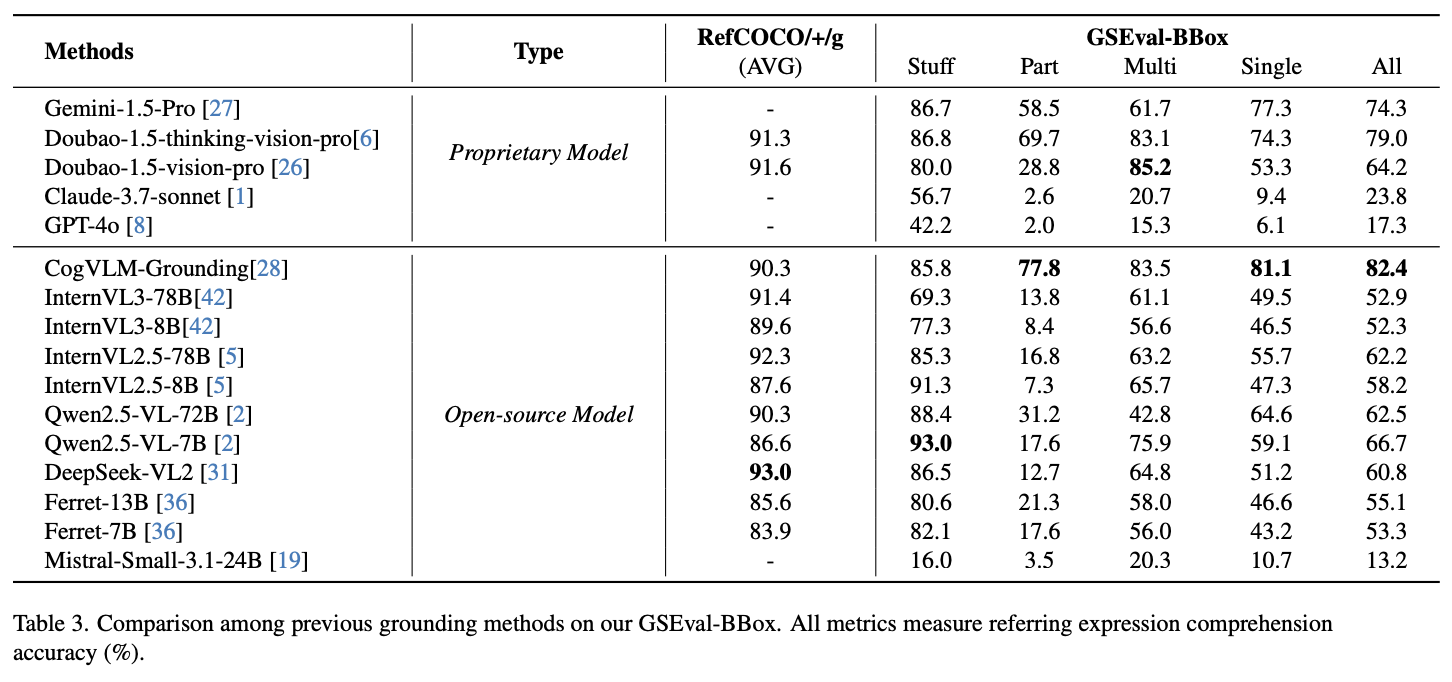 Methods Type RefCOCO/+/g (AVG) GSEval-BBox
Stuff Part Multi Single All
Gemini-1.5-Pro [27] - 86.7 58.5 61.7 77.3 74.3
Doubao-1.5-thinking-vision-pro[6] 91.3 86.8 69.7 83.1 74.3 79.0
Proprietary Model
Doubao-1.5-vision-pro [26] 91.6 80.0 28.8 85.2 53.3 64.2
Claude-3.7-sonnet [1] - 56.7 2.6 20.7 9.4 23.8
GPT-4o [8] - 42.2 2.0 15.3 6.1 17.3
CogVLM-Grounding[28] 90.3 85.8 77.8 83.5 81.1 82.4
InternVL3-78B[42] 91.4 69.3 13.8 61.1 49.5 52.9
InternVL3-8B[42] 89.6 77.3 8.4 56.6 46.5 52.3
InternVL2.5-78B [5] 92.3 85.3 16.8 63.2 55.7 62.2
InternVL2.5-8B [5] 87.6 91.3 7.3 65.7 47.3 58.2
Qwen2.5-VL-72B [2] Open-source Model 90.3 88.4 31.2 42.8 64.6 62.5
Qwen2.5-VL-7B [2] 86.6 93.0 17.6 75.9 59.1 66.7
DeepSeek-VL2 [31] 93.0 86.5 12.7 64.8 51.2 60.8
Ferret-13B [36] 85.6 80.6 21.3 58.0 46.6 55.1
Ferret-7B [36] 83.9 82.1 17.6 56.0 43.2 53.3
Mistral-Small-3.1-24B [19] - 16.0 3.5 20.3 10.7 13.2
Table 3. Comparison among previous grounding methods on our GSEval-BBox. All metrics measure referring expression comprehension
accuracy (%).